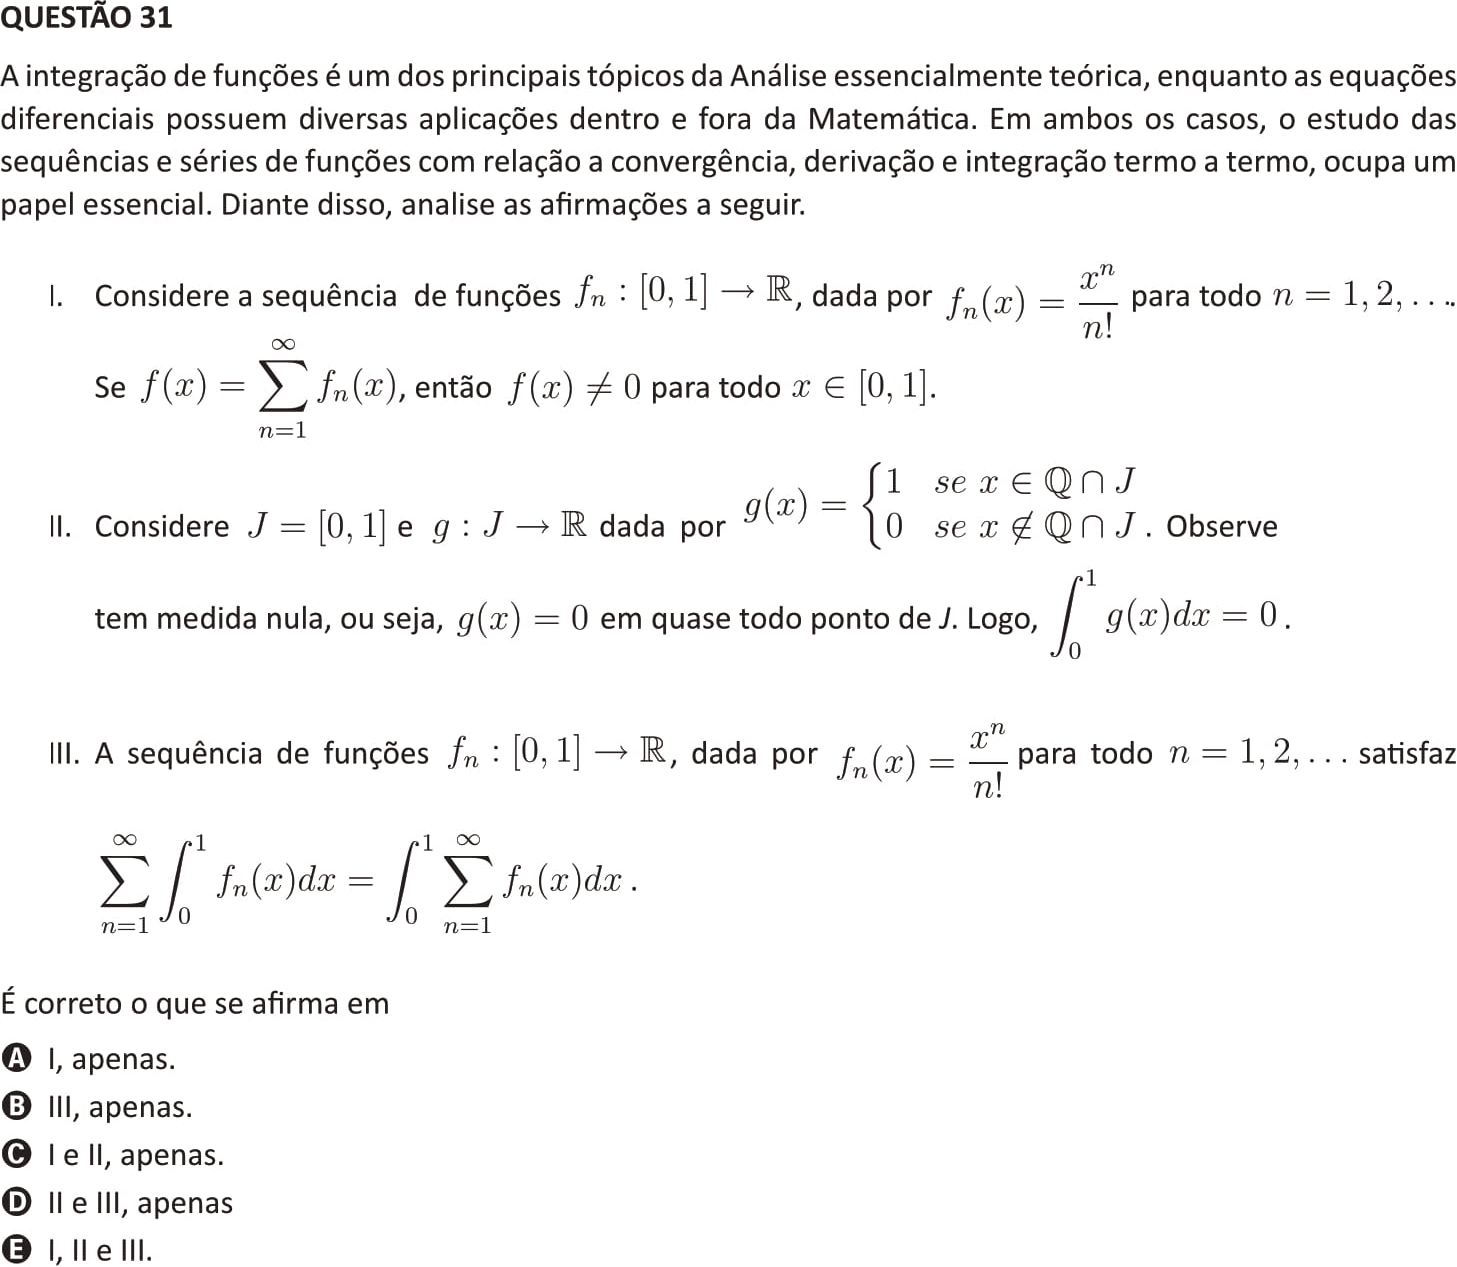 QUESTÃO 31
A integração de funções é um dos principais tópicos da Análise essencialmente teórica, enquanto as equações
diferenciais possuem diversas aplicações dentro e fora da Matemática. Em ambos os casos, o estudo das
sequências e séries de funções com relação a convergência, derivação e integração termo a termo, ocupa um
papel essencial. Diante disso, analise as afirmações a seguir.
I. Considere a sequência de funções $f_n : [0, 1] \to \mathbb{R}$, dada por $f_n(x) = \frac{x^n}{n!}$ para todo $n = 1, 2, \ldots$.
Se $f(x) = \sum_{n=1}^{\infty} f_n(x)$, então $f(x) \neq 0$ para todo $x \in [0, 1]$.
II. Considere $J = [0, 1]$ e $g : J \to \mathbb{R}$ dada por $g(x) = \begin{cases} 1 & se\ x \in \mathbb{Q} \cap J \\ 0 & se\ x \notin \mathbb{Q} \cap J \end{cases}$. Observe
tem medida nula, ou seja, $g(x) = 0$ em quase todo ponto de J. Logo, $\int_0^1 g(x)dx = 0$.
III. A sequência de funções $f_n : [0, 1] \to \mathbb{R}$, dada por $f_n(x) = \frac{x^n}{n!}$ para todo $n = 1, 2, \ldots$ satisfaz
$\sum_{n=1}^{\infty} \int_0^1 f_n(x)dx = \int_0^1 \sum_{n=1}^{\infty} f_n(x)dx$.
É correto o que se afirma em
A I, apenas.
B III, apenas.
C I e II, apenas.
D II e III, apenas
E I, II e III.